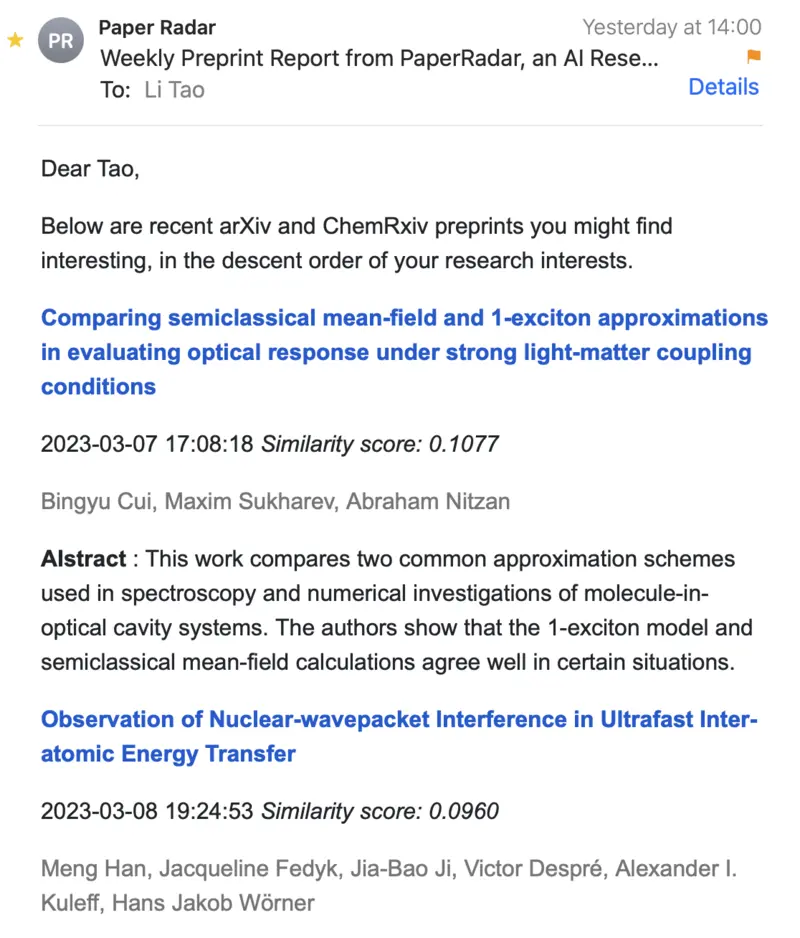 PR
Paper Radar
Yesterday at 14:00
Weekly Preprint Report from PaperRadar, an AI Rese...
To: Li Tao
Details
Dear Tao,
Below are recent arXiv and ChemRxiv preprints you might find
interesting, in the descent order of your research interests.
Comparing semiclassical mean-field and 1-exciton approximations
in evaluating optical response under strong light-matter coupling
conditions
2023-03-07 17:08:18 Similarity score: 0.1077
Bingyu Cui, Maxim Sukharev, Abraham Nitzan
AIstract : This work compares two common approximation schemes
used in spectroscopy and numerical investigations of molecule-in-
optical cavity systems. The authors show that the 1-exciton model and
semiclassical mean-field calculations agree well in certain situations.
Observation of Nuclear-wavepacket Interference in Ultrafast Inter-
atomic Energy Transfer
2023-03-08 19:24:53 Similarity score: 0.0960
Meng Han, Jacqueline Fedyk, Jia-Bao Ji, Victor Despré, Alexander I.
Kuleff, Hans Jakob Wörner